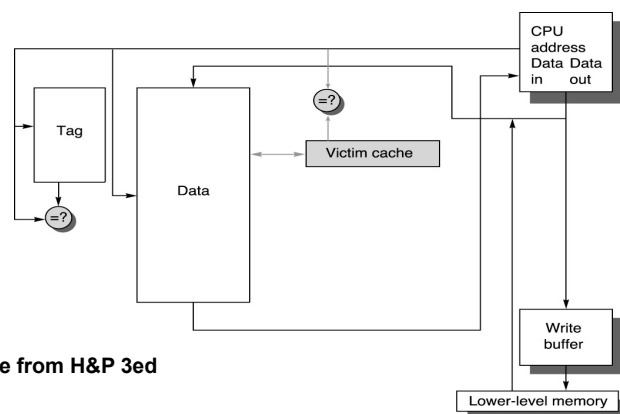 CPU
address
Data Data
in out
=?
Tag
Victim cache
Data
=?
Write
buffer
e from H&P 3ed
Lower-level memory